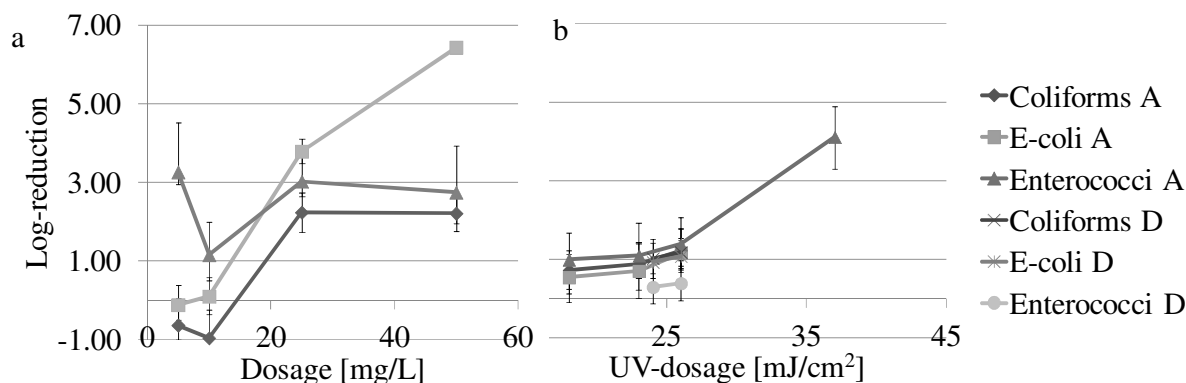 a
7.00
5.00
3.00
1.00
-1.00
Log-reduction
0
20
40
60
Dosage [mg/L]
b
25
35
45
UV-dosage [mJ/cm²]
Coliforms A
E-coli A
Enterococi A
Coliforms D
E-coli D
Enterococci D